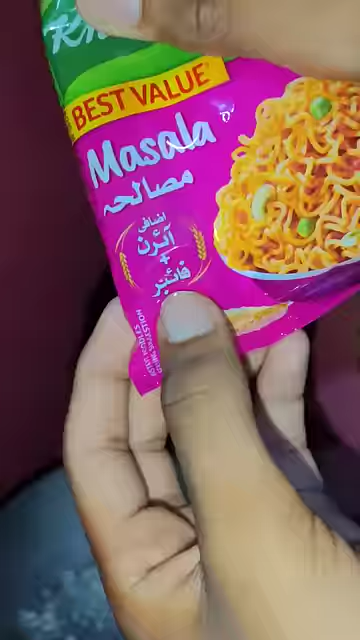 BEST VALUE*
Masala
مصالحہ
اضافی
آئرن
+
فائبر